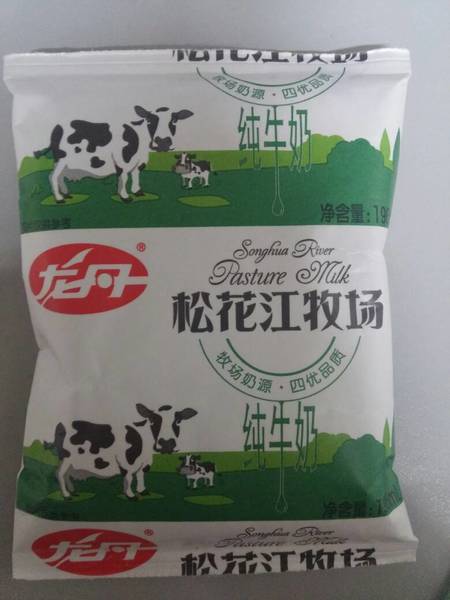 松花江牧场
牧场奶源·四优品质
纯牛奶
净含量:19
龙丹®
Songhua River
Pasture Milk
松花江牧场
牧场奶源·四优品质
纯牛奶
净含量:1
龙丹®
Songhua River
Pasture Milk
松花江牧场